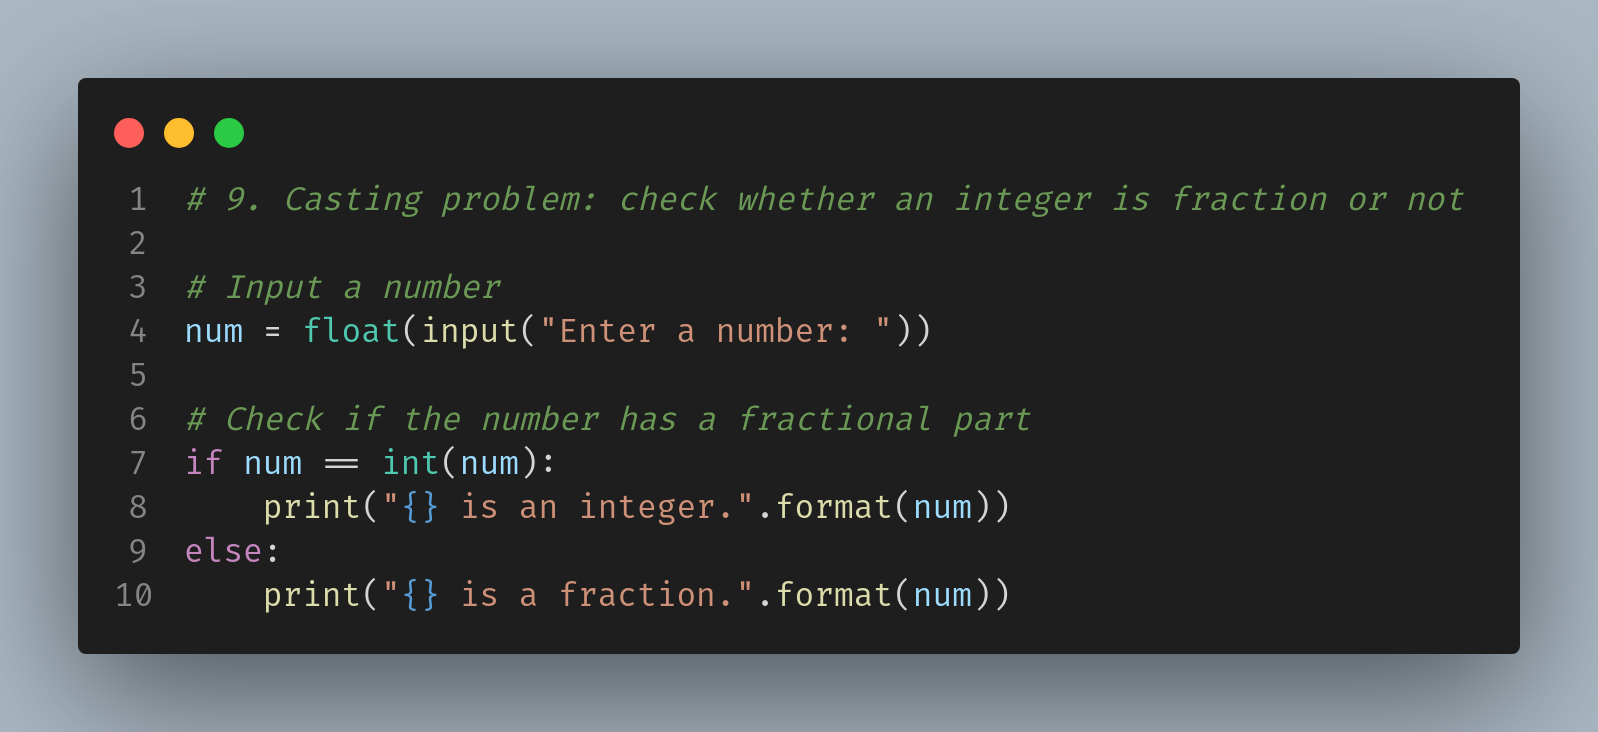 1 # 9. Casting problem: check whether an integer is fraction or not
2
3 # Input a number
4 num = float(input("Enter a number: "))
5
6 # Check if the number has a fractional part
7 if num == int(num):
8     print("{} is an integer.".format(num))
9 else:
10     print("{} is a fraction.".format(num))